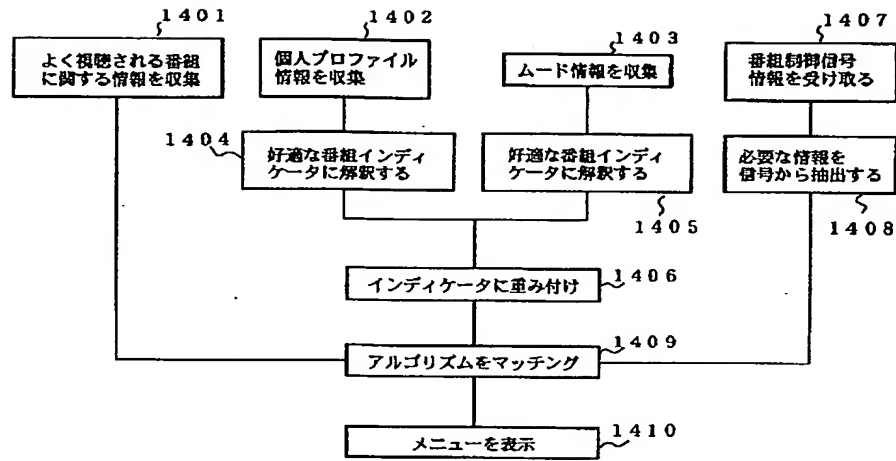 1401
よく視聴される番組
に関する情報を収集
1402
個人プロファイル
情報を収集
1403
ムード情報を収集
1407
番組制御信号
情報を受け取る
1404
好適な番組インディ
ケータに解釈する
好適な番組インディ
ケータに解釈する
1405
必要な情報を
信号から抽出する
1408
インディケータに重み付け
1406
アルゴリズムをマッチング
1409
メニューを表示
1410